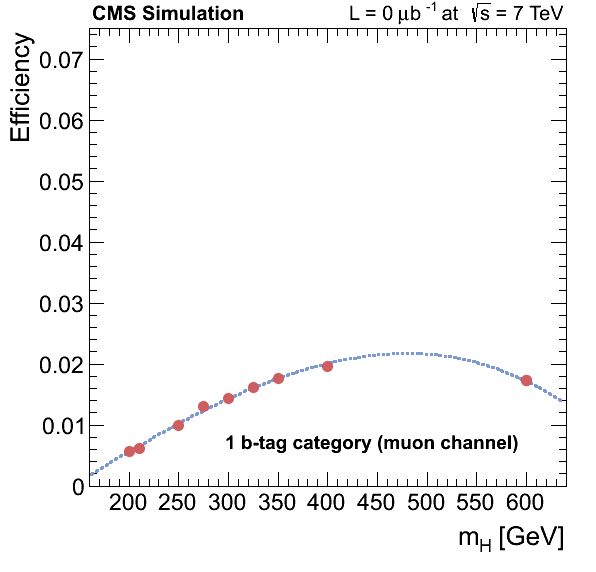 CMS Simulation L = 0 μb⁻¹ at √s = 7 TeV
Efficiency
0.07
0.06
0.05
0.04
0.03
0.02
0.01
0
1 b-tag category (muon channel)
200 250 300 350 400 450 500 550 600
m_H [GeV]